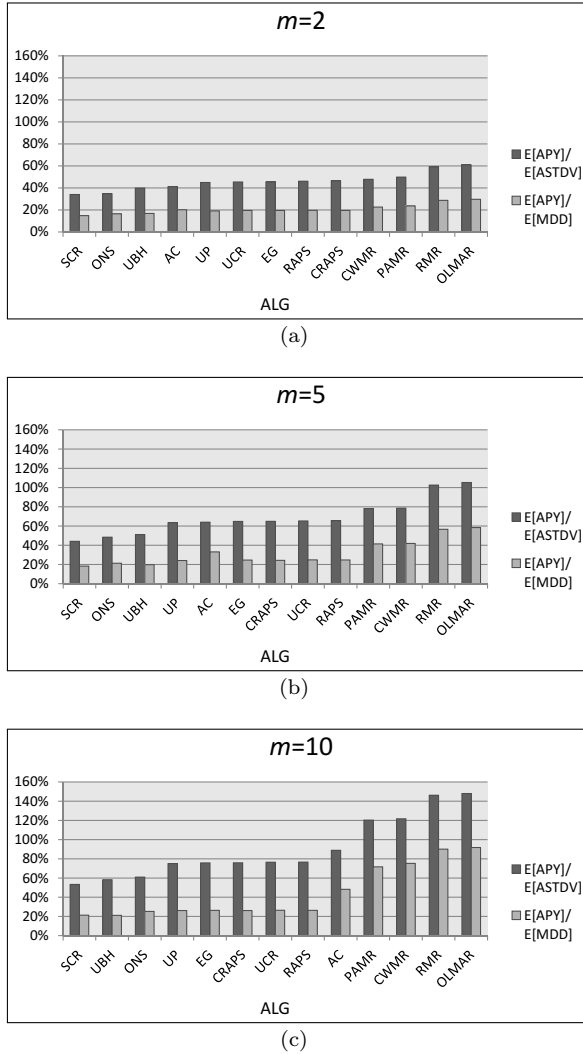 m=2
160%
140%
120%
100%
80%
60%
40%
20%
0%
SCR
ONS
UBH
AC
UP
UCR
EG
RAPS
CRAPS
CWMR
PAMR
RMR
OLMAR
ALG
E[APY]/
E[ASTDV]
E[APY]/
E[MDD]
(a)
m=5
160%
140%
120%
100%
80%
60%
40%
20%
0%
SCR
ONS
UBH
UP
AC
EG
CRAPS
UCR
RAPS
PAMR
CWMR
RMR
OLMAR
ALG
E[APY]/
E[ASTDV]
E[APY]/
E[MDD]
(b)
m=10
160%
140%
120%
100%
80%
60%
40%
20%
0%
SCR
UBH
ONS
UP
EG
CRAPS
UCR
RAPS
AC
PAMR
CWMR
RMR
OLMAR
ALG
E[APY]/
E[ASTDV]
E[APY]/
E[MDD]
(c)